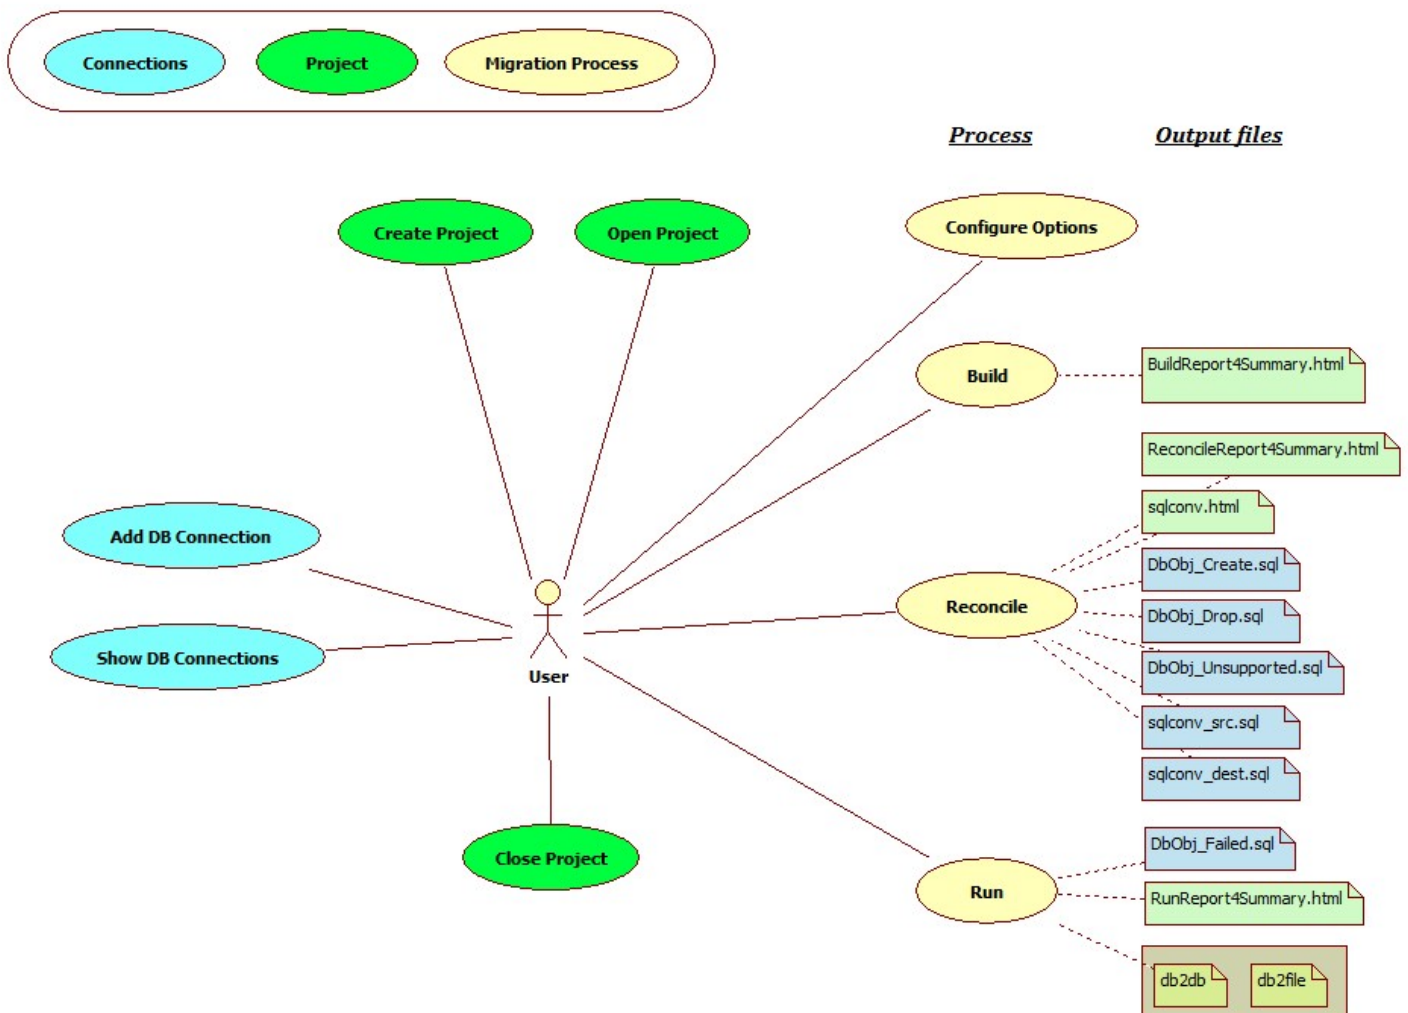 Connections
Project
Migration Process
Process
Output files
Create Project
Open Project
Configure Options
Build
BuildReport4Summary.html
ReconcileReport4Summary.html
sqlconv.html
Add DB Connection
DbObj_Create.sql
Reconcile
DbObj_Drop.sql
Show DB Connections
User
DbObj_Unsupported.sql
sqlconv_src.sql
sqlconv_dest.sql
Close Project
DbObj_Failed.sql
Run
RunReport4Summary.html
db2db
db2file